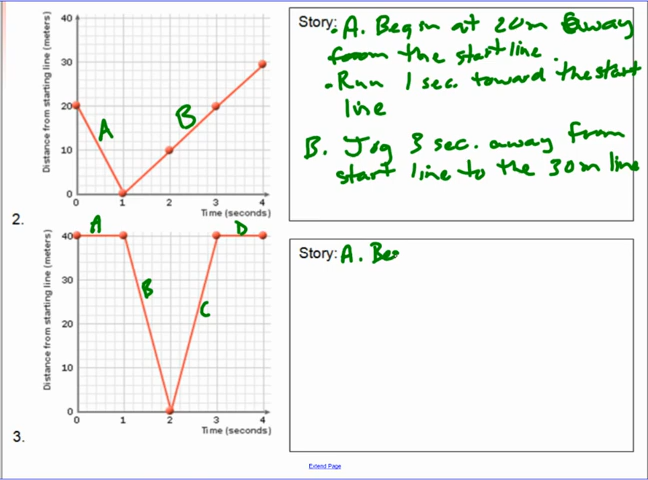 40
30
20
10
0
Distance from starting line (meters)
A
B
0 1 2 3 4
Time (seconds)
2.
Story: A. Begin at 20m away
from the start line.
Run 1 sec. toward the start
line
B. Jog 3 sec. away from
start line to the 30m line
40
30
20
10
0
Distance from starting line (meters)
A
B
C
D
0 1 2 3 4
Time (seconds)
3.
Story: A. Be
Extend Page